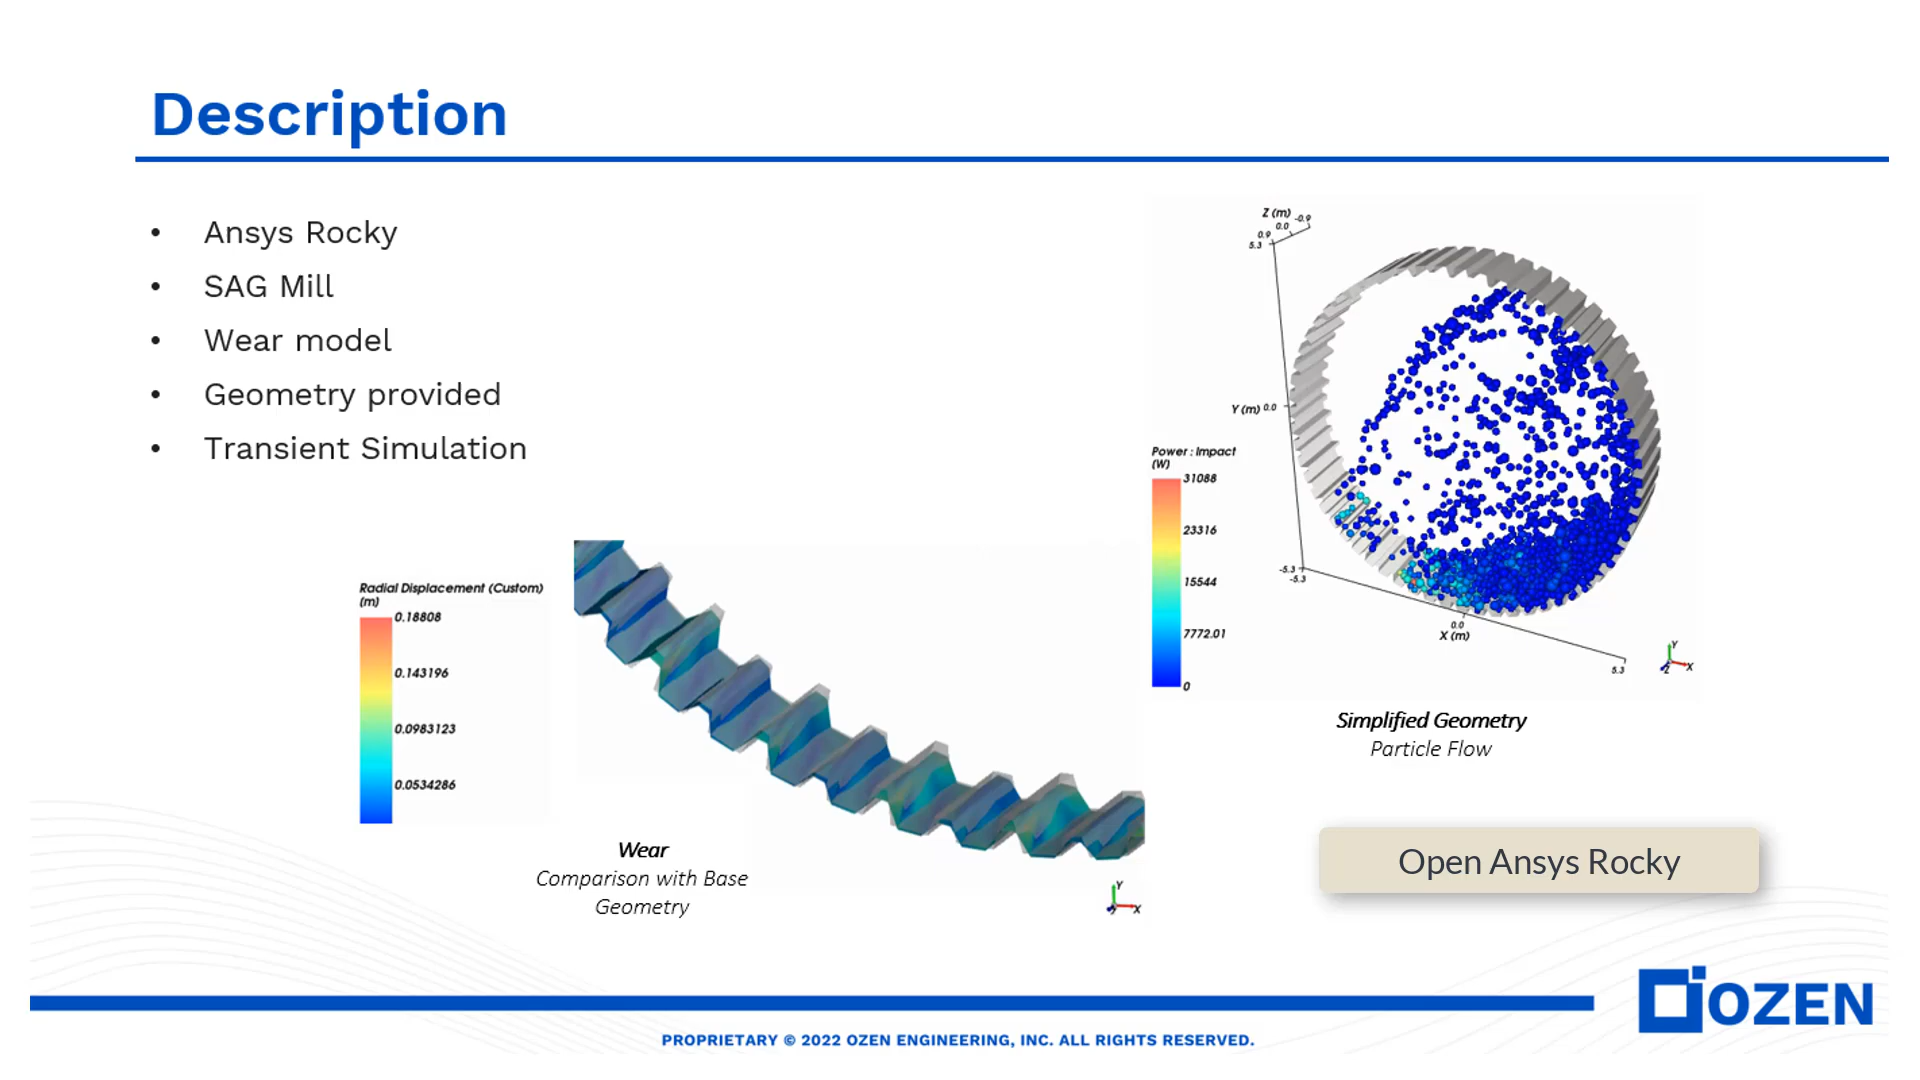 Description
• Ansys Rocky
• SAG Mill
• Wear model
• Geometry provided
• Transient Simulation
Z (m)
-0.9
0.0
0.9
5.3
Y (m) 0.0
-5.3
-5.3
0.0
X (m)
5.3
Y
X
Z
Power : Impact
(W)
31088
23316
15544
7772.01
0
Simplified Geometry
Particle Flow
Radial Displacement (Custom)
(m)
0.18808
0.143196
0.0983123
0.0534286
Wear
Comparison with Base
Geometry
Y
X
Open Ansys Rocky
OZEN
PROPRIETARY © 2022 OZEN ENGINEERING, INC. ALL RIGHTS RESERVED.